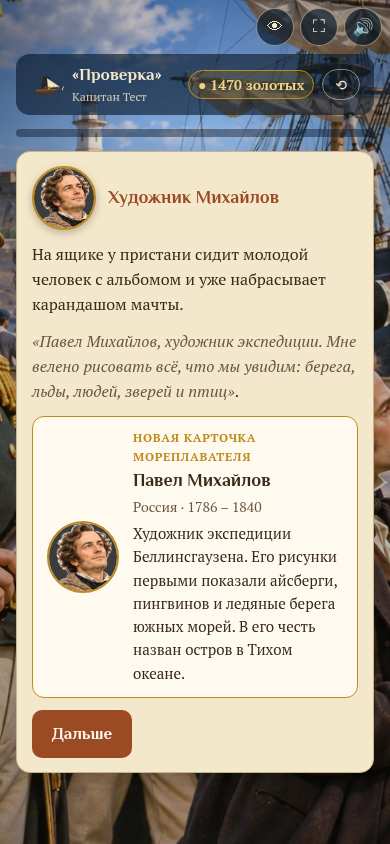 «Проверка»
Капитан Тест
● 1470 золотых
Художник Михайлов
На ящике у пристани сидит молодой
человек с альбомом и уже набрасывает
карандашом мачты.
«Павел Михайлов, художник экспедиции. Мне
велено рисовать всё, что мы увидим: берега,
льды, людей, зверей и птиц».
НОВАЯ КАРТОЧКА
МОРЕПЛАВАТЕЛЯ
Павел Михайлов
Россия · 1786 – 1840
Художник экспедиции
Беллинсгаузена. Его рисунки
первыми показали айсберги,
пингвинов и ледяные берега
южных морей. В его честь
назван остров в Тихом
океане.
Дальше